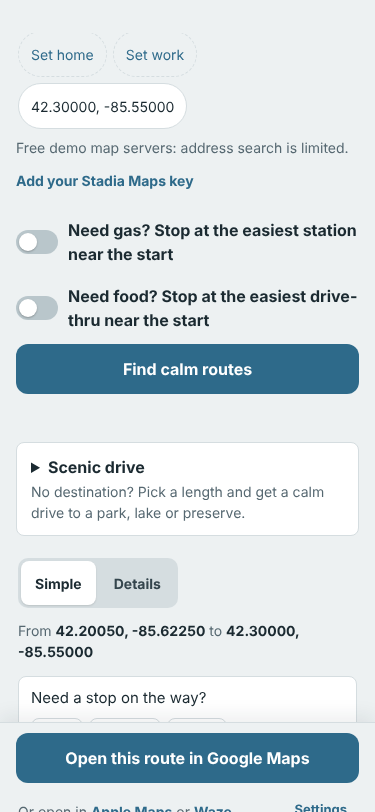 Set home Set work
42.30000, -85.55000
Free demo map servers: address search is limited.
Add your Stadia Maps key
Need gas? Stop at the easiest station
near the start
Need food? Stop at the easiest drive-
thru near the start
Find calm routes
Scenic drive
No destination? Pick a length and get a calm
drive to a park, lake or preserve.
Simple Details
From 42.20050, -85.62250 to 42.30000,
-85.55000
Need a stop on the way?
Open this route in Google Maps
Or open in Apple Maps or Waze
Settings